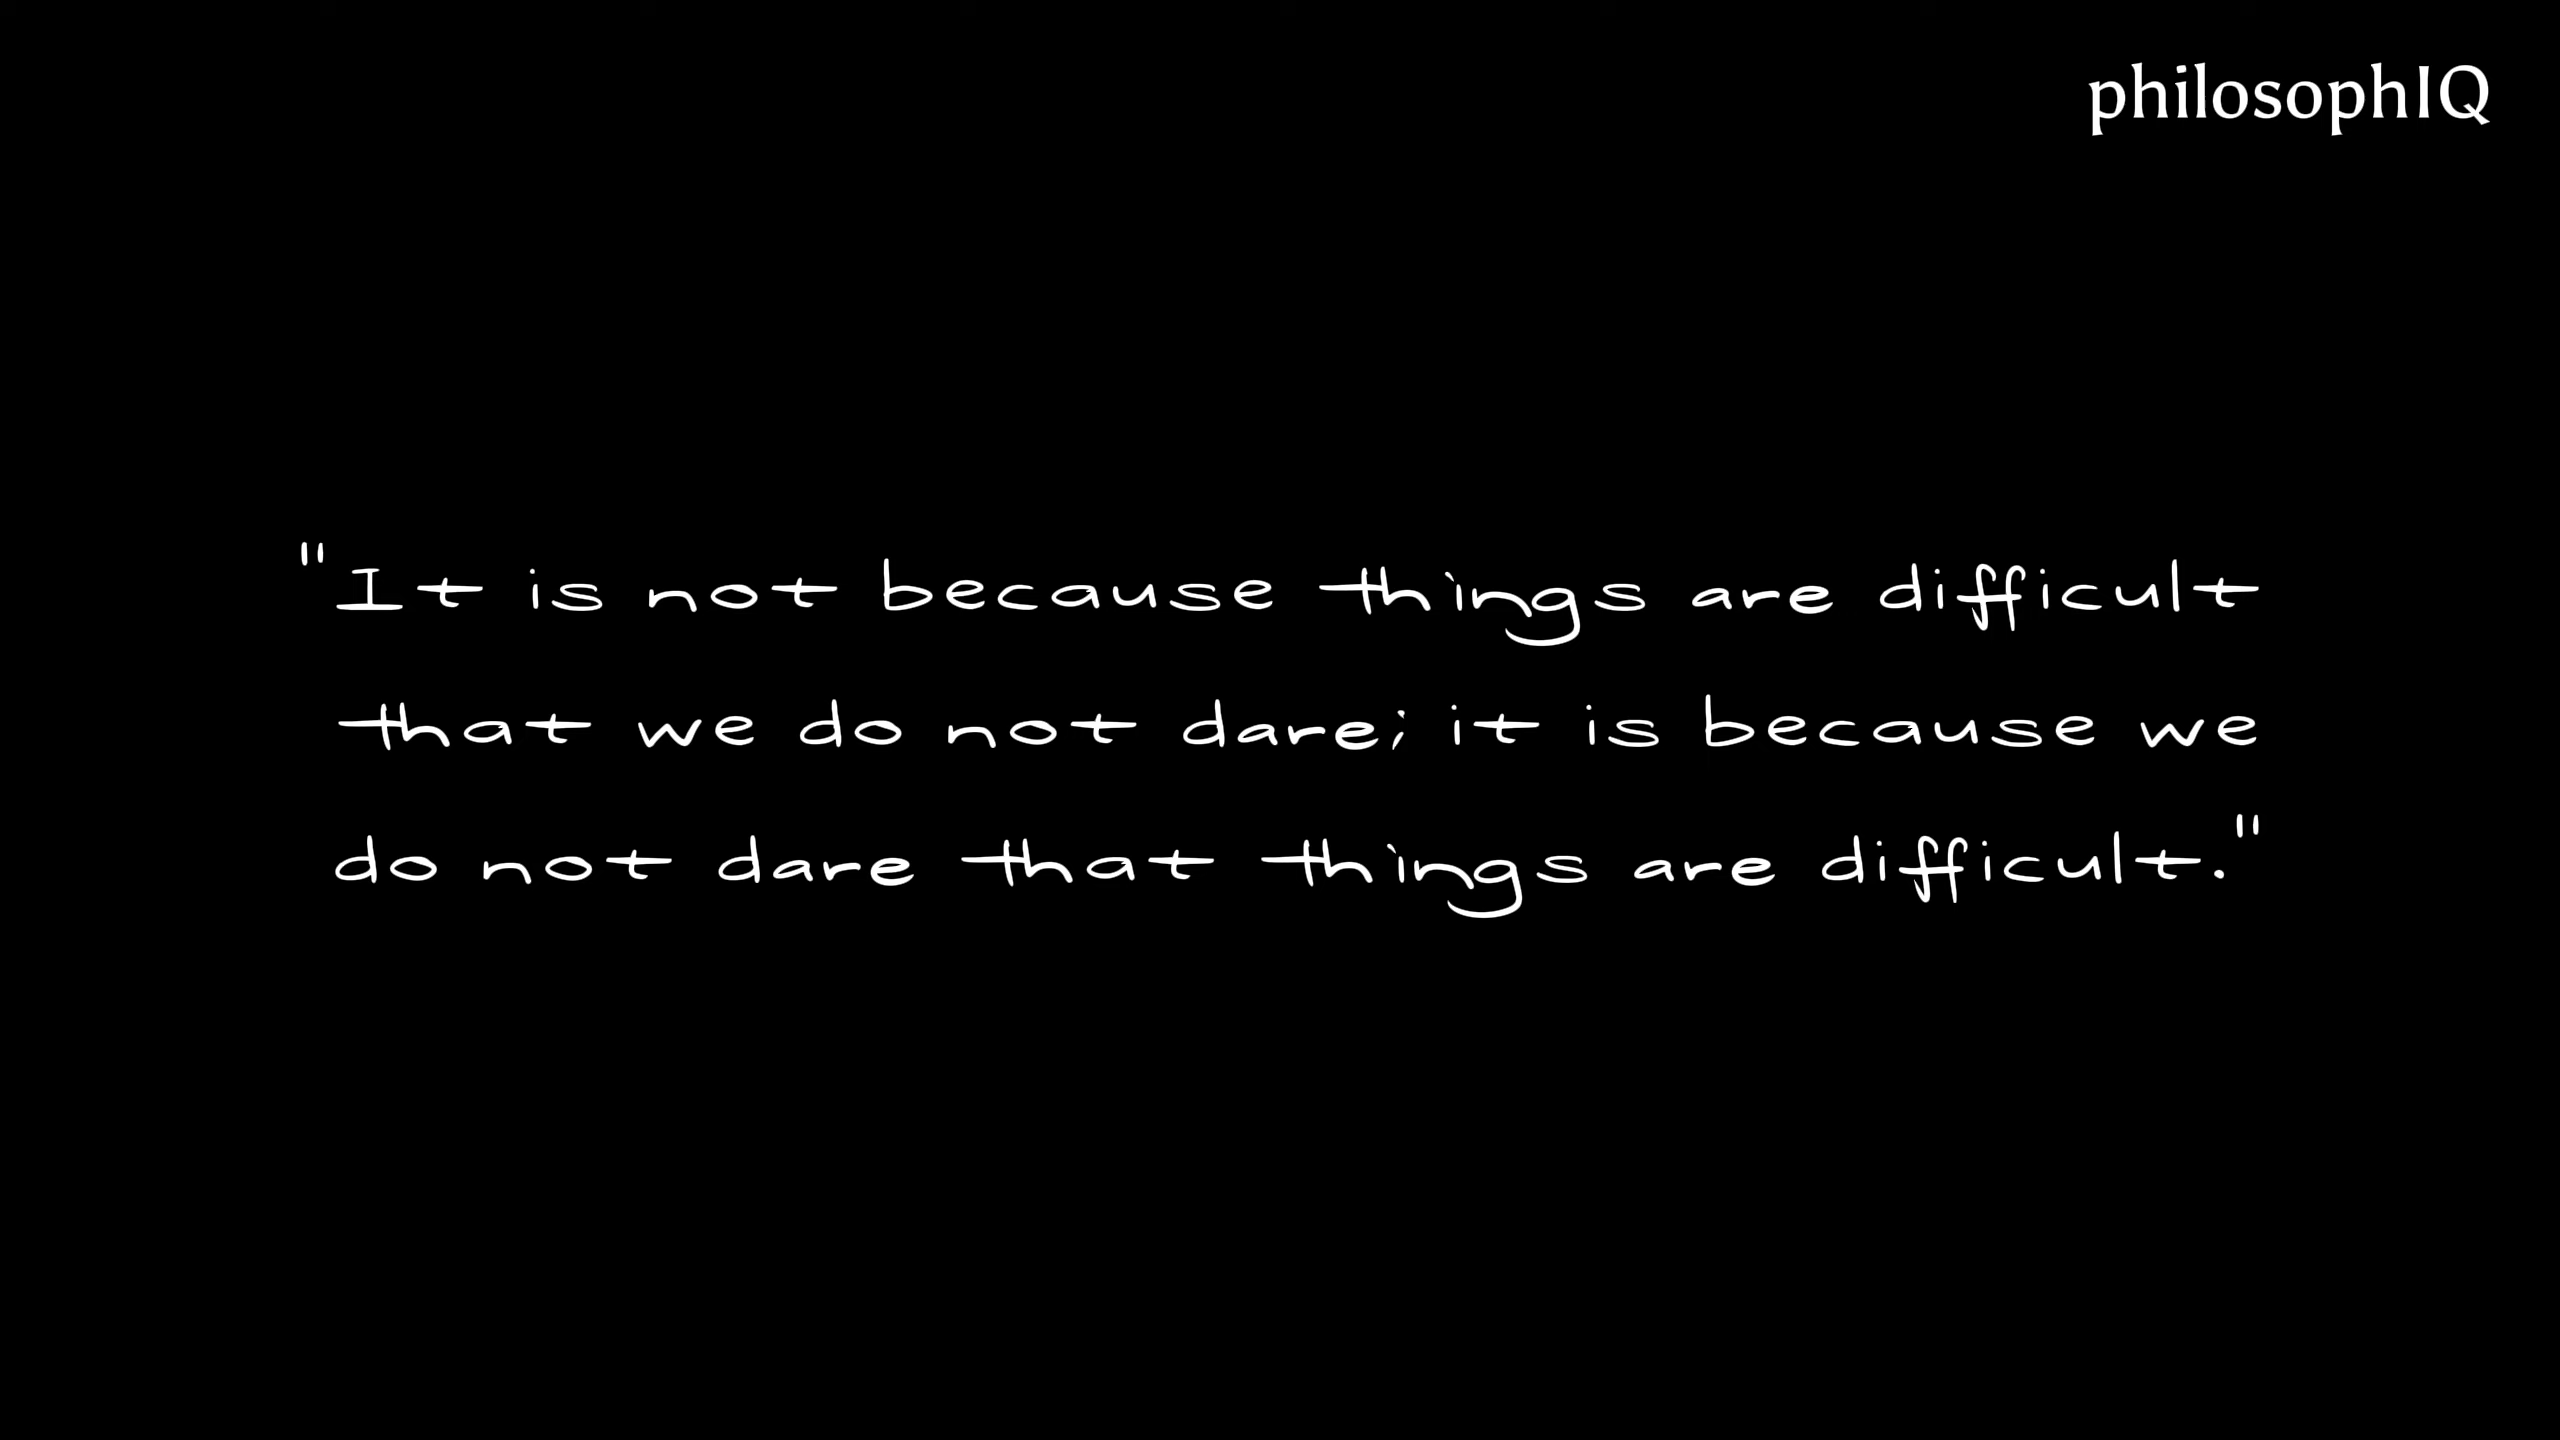 philosophIQ
"It is not because things are difficult
that we do not dare; it is because we
do not dare that things are difficult."